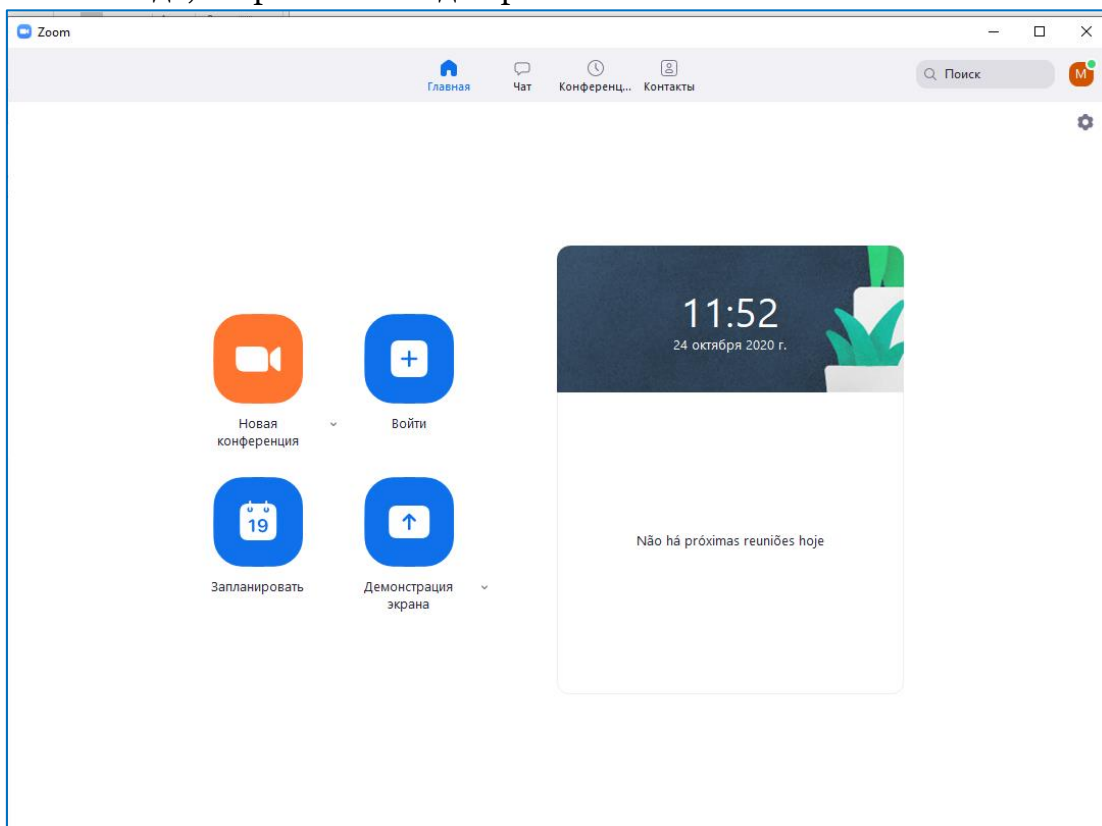 Zoom
Главная
Чат
Конференц...
Контакты
Поиск
М
11:52
24 октября 2020 г.
Новая
конференция
Войти
19
Запланировать
Демонстрация
экрана
Não há próximas reuniões hoje